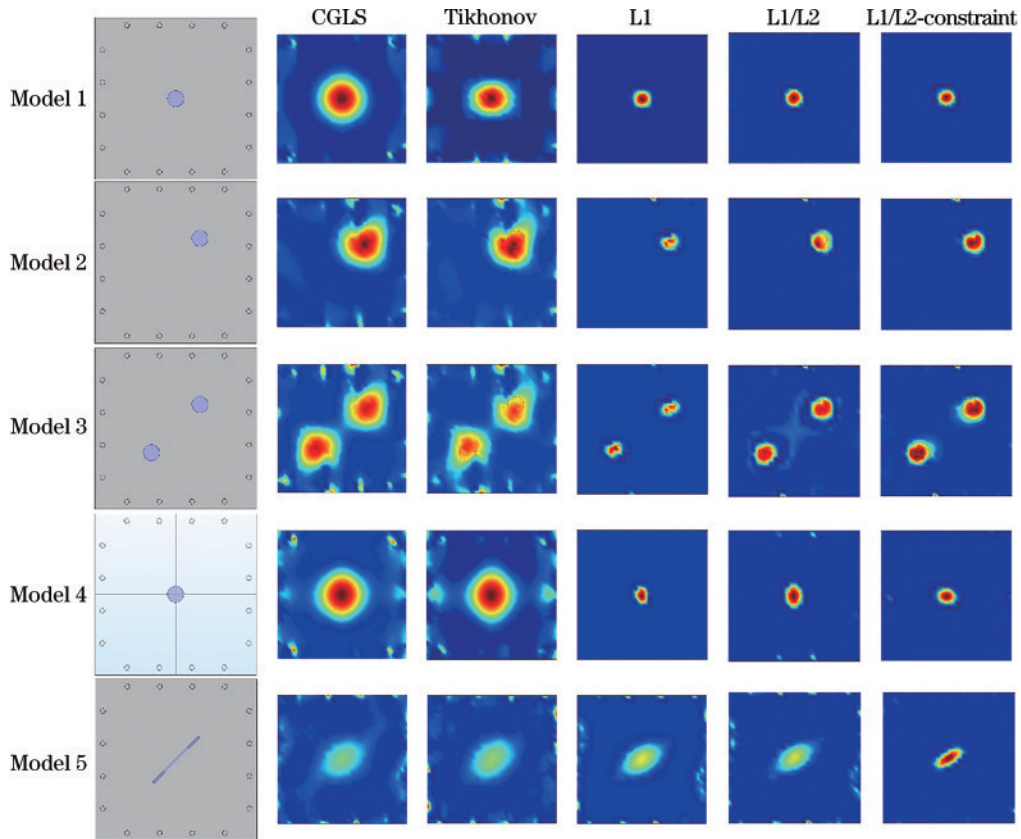 CGLS Tikhonov L1 L1/L2 L1/L2-constraint
Model 1
Model 2
Model 3
Model 4
Model 5